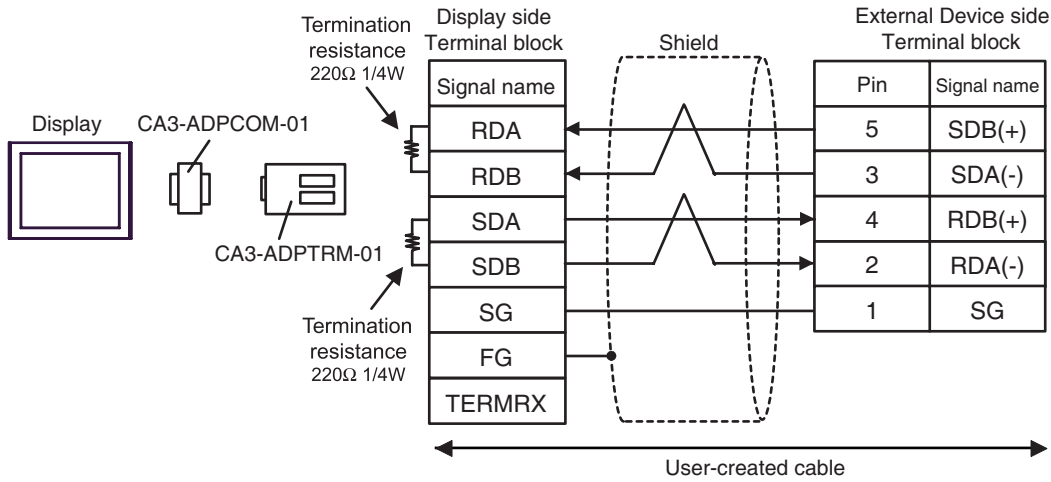 Termination
resistance
220Ω 1/4W
Display side
Terminal block
Shield
External Device side
Terminal block
Display
CA3-ADPCOM-01
CA3-ADPTRM-01
Signal name
RDA
RDB
SDA
SDB
SG
FG
TERMRX
Pin Signal name
5 SDB(+)
3 SDA(-)
4 RDB(+)
2 RDA(-)
1 SG
Termination
resistance
220Ω 1/4W
User-created cable